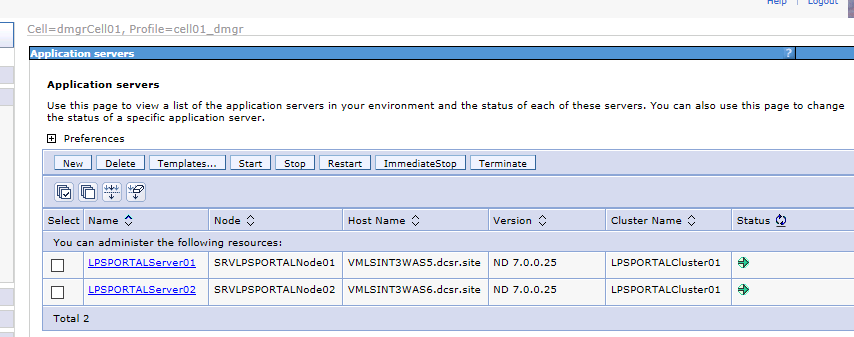 Help | Logout
Cell=dmgrCell01, Profile=cell01_dmgr
Application servers ?
Application servers
Use this page to view a list of the application servers in your environment and the status of each of these servers. You can also use this page to change
the status of a specific application server.
Preferences
New Delete Templates... Start Stop Restart ImmediateStop Terminate
Select Name Node Host Name Version Cluster Name Status
You can administer the following resources:
LPSPORTALServer01 SRVLPSPORTALNode01 VMLSINT3WAS5.dcsr.site ND 7.0.0.25 LPSPORTALCluster01
LPSPORTALServer02 SRVLPSPORTALNode02 VMLSINT3WAS6.dcsr.site ND 7.0.0.25 LPSPORTALCluster01
Total 2